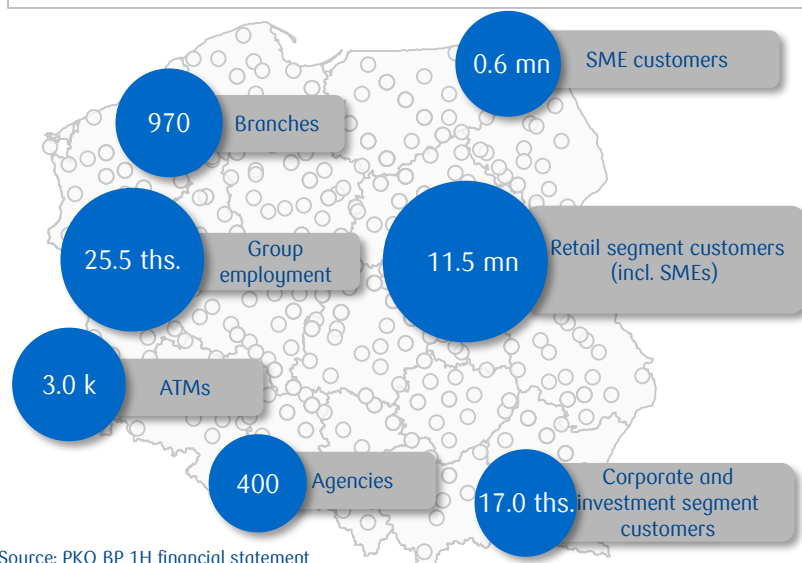 0.6 mn
SME customers
970
Branches
25.5 ths.
Group
employment
11.5 mn
Retail segment customers
(incl. SMEs)
3.0 k
ATMs
400
Agencies
17.0 ths.
Corporate and
investment segment
customers
Source: PKO BP 1H financial statement